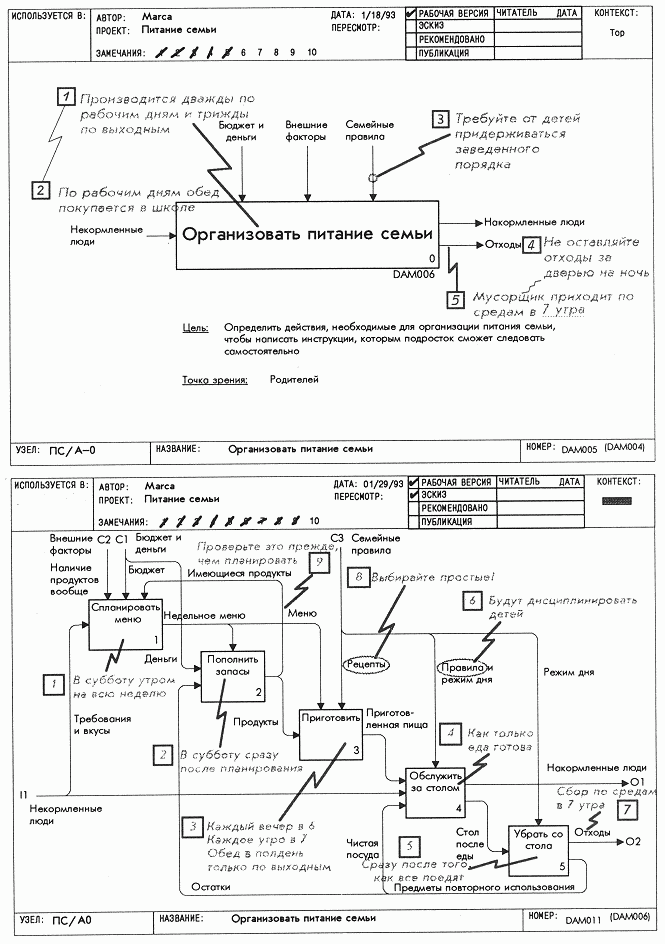 ИСПОЛЬЗУЕТСЯ В:
АВТОР: Marca
ПРОЕКТ: Питание семьи
ЗАМЕЧАНИЯ: 1 2 3 4 5 6 7 8 9 10
ДАТА: 1/18/93
ПЕРЕСМОТР:
РАБОЧАЯ ВЕРСИЯ
ЭСКИЗ
РЕКОМЕНДОВАНО
ПУБЛИКАЦИЯ
ЧИТАТЕЛЬ ДАТА
КОНТЕКСТ:
Top
1 Производится дважды по
рабочим дням и трижды
по выходным
2 По рабочим дням обед
покупается в школе
Бюджет и
деньги
Внешние
факторы
Семейные
правила
3 Требуйте от детей
придерживаться
заведенного
порядка
Некормленные
люди
Организовать питание семьи
0
DAM006
Накормленные люди
Отходы
4 Не оставляйте
отходы за
дверью на ночь
5 Мусорщик приходит по
средам в 7 утра
Цель: Определить действия, необходимые для организации питания семьи,
чтобы написать инструкции, которым подросток сможет следовать
самостоятельно
Точка зрения: Родителей
УЗЕЛ: ПС/А-0
НАЗВАНИЕ: Организовать питание семьи
НОМЕР: DAM005 (DAM004)
ИСПОЛЬЗУЕТСЯ В:
АВТОР: Marca
ПРОЕКТ: Питание семьи
ЗАМЕЧАНИЯ: 1 2 3 4 5 6 7 8 9 10
ДАТА: 01/29/93
ПЕРЕСМОТР:
РАБОЧАЯ ВЕРСИЯ
ЭСКИЗ
РЕКОМЕНДОВАНО
ПУБЛИКАЦИЯ
ЧИТАТЕЛЬ ДАТА
КОНТЕКСТ:
Внешние
факторы
C2 C1
Бюджет и
деньги
Проверьте это прежде,
чем планировать
9
C3 Семейные
правила
Наличие
продуктов
вообще
Бюджет
Имеющиеся продукты
8 Выбирайте простые!
6 Будут дисциплинировать
детей
Спланировать
меню
1
Недельное меню
Меню
Деньги
Пополнить
запасы
2
Рецепты
Правила и
режим дня
Режим дня
1 В субботу утром
на всю неделю
Требования
и вкусы
Продукты
Приготовить
3
Приготов-
ленная пища
4 Как только
еда готова
2 В субботу сразу
после планирования
I1
Некормленные
люди
Обслужить
за столом
4
Накормленные люди
O1
Сбор по средам
в 7 утра
7
3 Каждый вечер в 6
Каждое утро в 7
Обед в полдень
только по выходным
Чистая
посуда
Стол
после
еды
Убрать со
стола
5
Отходы
O2
5
Сразу после того,
как все поедят
Остатки
Предметы повторного использования
УЗЕЛ: ПС/А0
НАЗВАНИЕ: Организовать питание семьи
НОМЕР: DAM011 (DAM006)